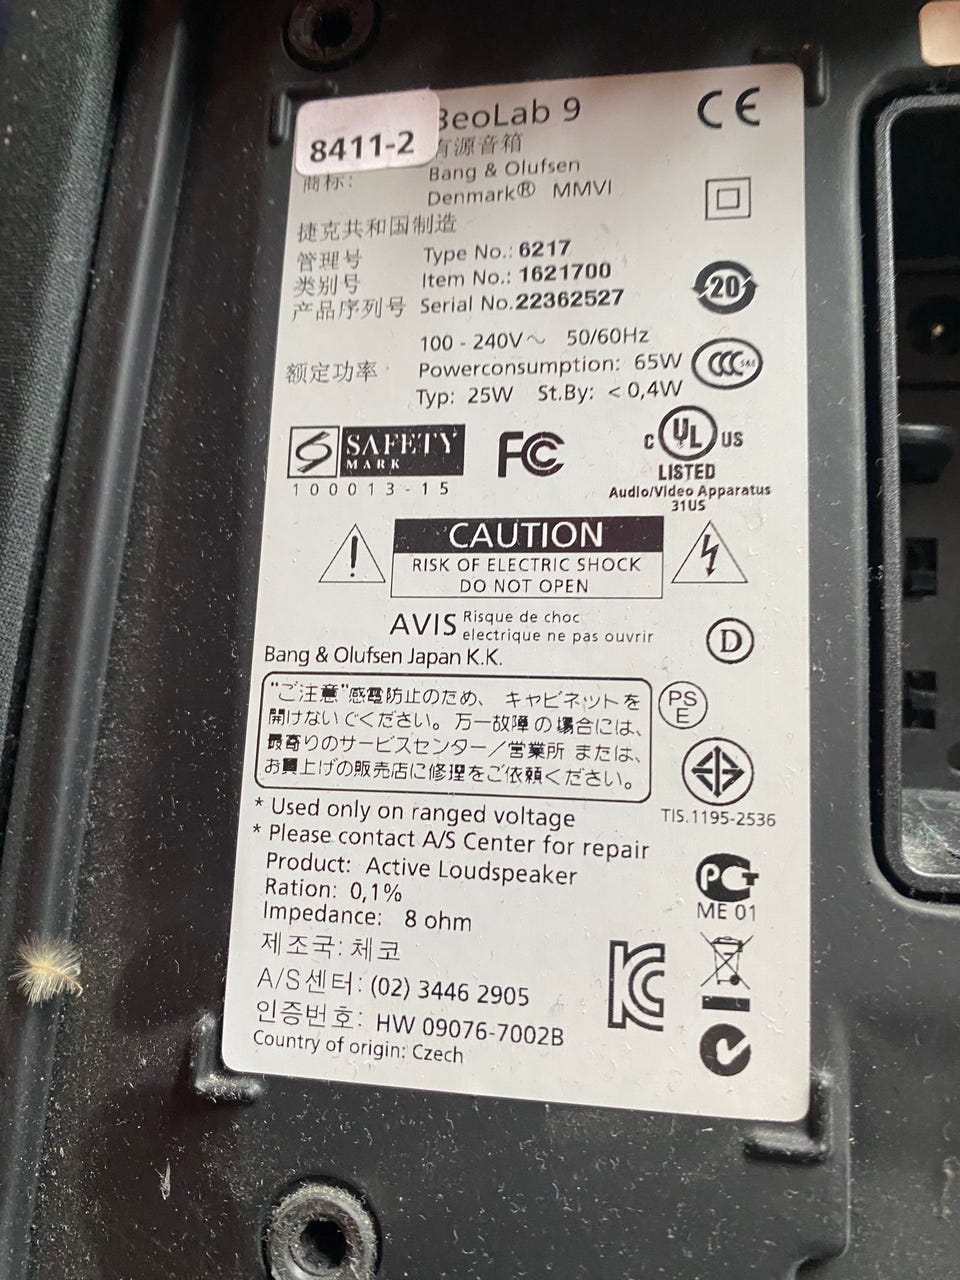 8411-2
BeoLab 9
有源音箱
商标: Bang & Olufsen
Denmark® MMVI
捷克共和国制造
管理号 Type No.: 6217
类别号 Item No.: 1621700
产品序列号 Serial No.22362527
100 - 240V~ 50/60Hz
额定功率 Powerconsumption: 65W
Typ: 25W St.By: < 0,4W
CE
20
CCC S&E
SAFETY
MARK
100013-15
FC
C UL US
LISTED
Audio/Video Apparatus
31US
CAUTION
RISK OF ELECTRIC SHOCK
DO NOT OPEN
AVIS Risque de choc
electrique ne pas ouvrir
D
Bang & Olufsen Japan K.K.
"ご注意"感電防止のため、キャビネットを
開けないでください。万一故障の場合には、
最寄りのサービスセンター/営業所 または、
お買上げの販売店に修理をご依頼ください。
PS
E
TIS.1195-2536
* Used only on ranged voltage
* Please contact A/S Center for repair
Product: Active Loudspeaker
Ration: 0,1%
Impedance: 8 ohm
제조국: 체코
A/S센터: (02) 3446 2905
인증번호: HW 09076-7002B
Country of origin: Czech
PCT
ME 01
KC